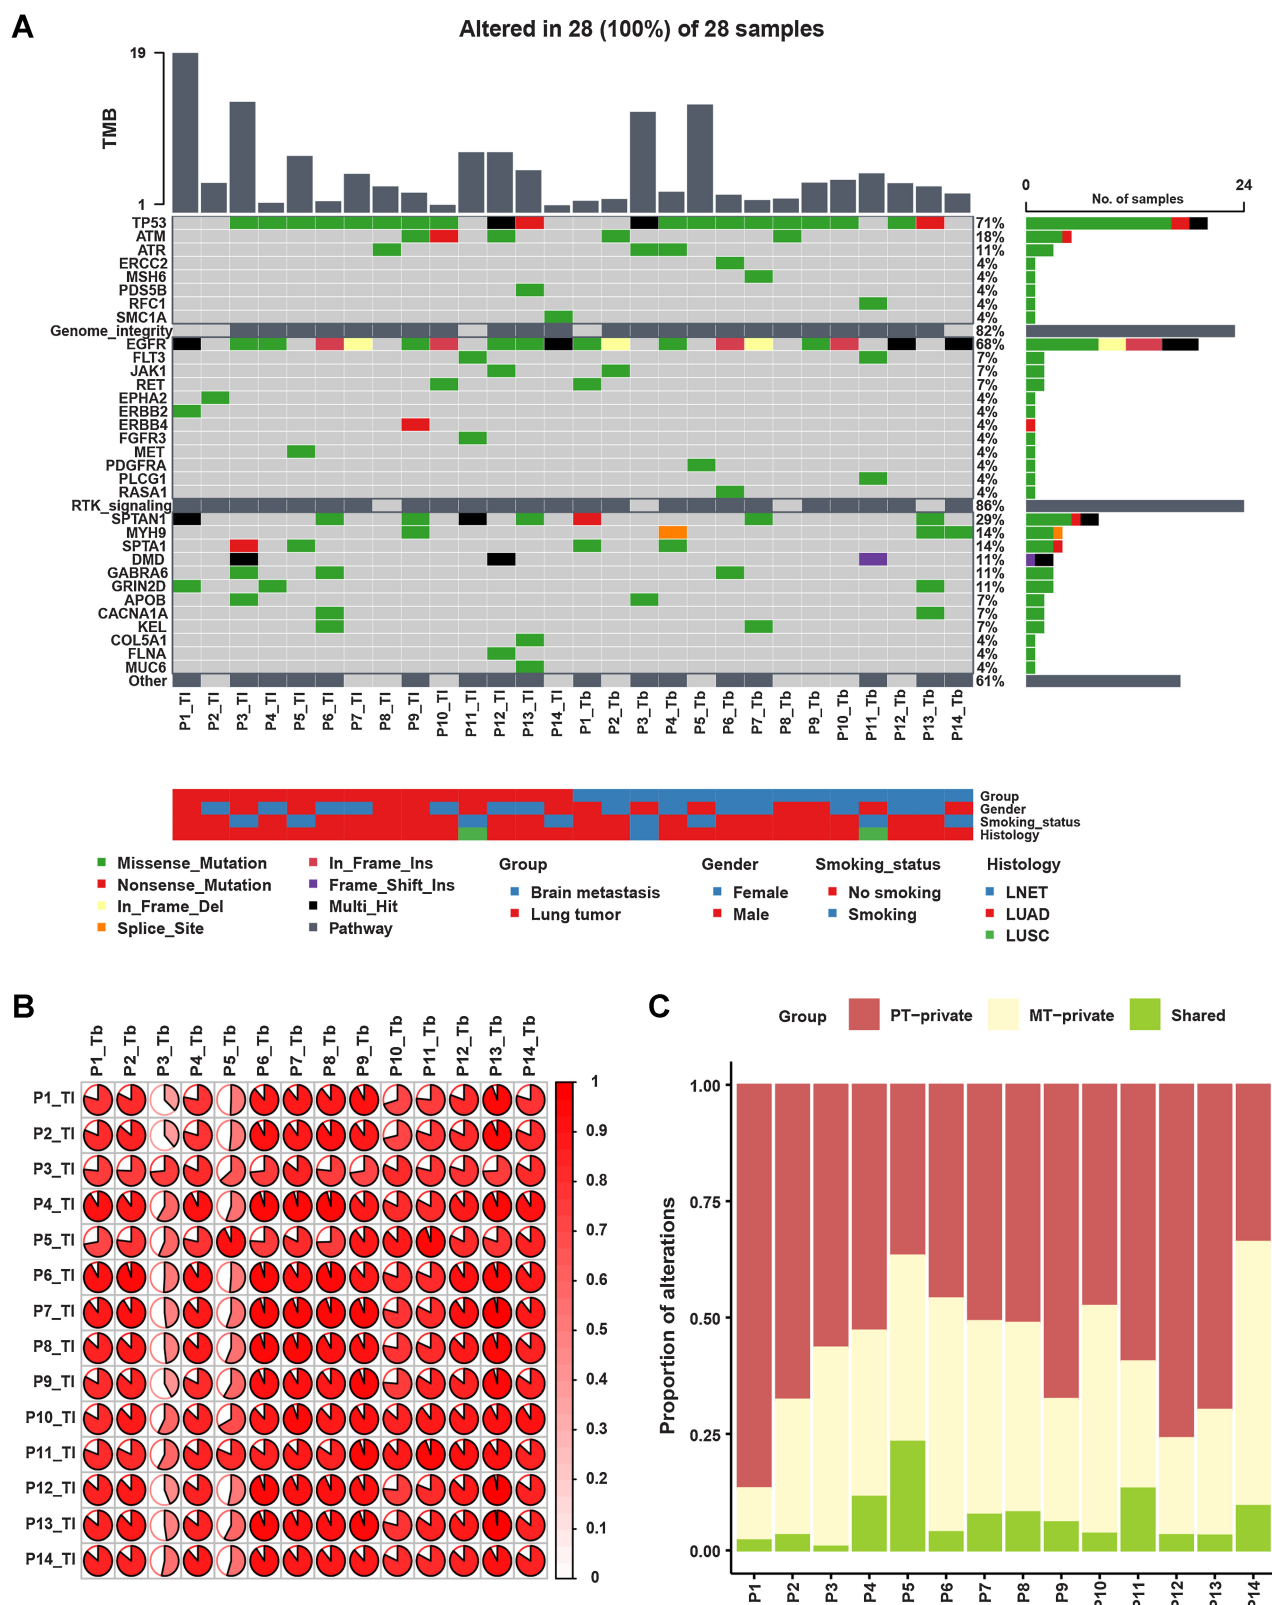 A
Altered in 28 (100%) of 28 samples
19
TMB
1
0 24
No. of samples
TP53 71%
ATM 18%
ATR 11%
ERCC2 4%
MSH6 4%
PDS5B 4%
RFC1 4%
SMC1A 4%
Genome_integrity 82%
EGFR 68%
FLT3 7%
JAK1 7%
RET 7%
EPHA2 4%
ERBB2 4%
ERBB4 4%
FGFR3 4%
MET 4%
PDGFRA 4%
PLCG1 4%
RASA1 4%
RTK_signaling 86%
SPTAN1 29%
MYH9 14%
SPTA1 14%
DMD 11%
GABRA6 11%
GRIN2D 11%
APOB 7%
CACNA1A 7%
KEL 7%
COL5A1 4%
FLNA 4%
MUC6 4%
Other 61%
P1_Tl P2_Tl P3_Tl P4_Tl P5_Tl P6_Tl P7_Tl P8_Tl P9_Tl P10_Tl P11_Tl P12_Tl P13_Tl P14_Tl P1_Tb P2_Tb P3_Tb P4_Tb P5_Tb P6_Tb P7_Tb P8_Tb P9_Tb P10_Tb P11_Tb P12_Tb P13_Tb P14_Tb
Group
Gender
Smoking_status
Histology
Missense_Mutation In_Frame_Ins Group Gender Smoking_status Histology
Nonsense_Mutation Frame_Shift_Ins Brain metastasis Female No smoking LNET
In_Frame_Del Multi_Hit Lung tumor Male Smoking LUAD
Splice_Site Pathway LUSC
B
P1_Tb P2_Tb P3_Tb P4_Tb P5_Tb P6_Tb P7_Tb P8_Tb P9_Tb P10_Tb P11_Tb P12_Tb P13_Tb P14_Tb
P1_Tl
P2_Tl
P3_Tl
P4_Tl
P5_Tl
P6_Tl
P7_Tl
P8_Tl
P9_Tl
P10_Tl
P11_Tl
P12_Tl
P13_Tl
P14_Tl
1
0.9
0.8
0.7
0.6
0.5
0.4
0.3
0.2
0.1
0
C
Group PT−private MT−private Shared
Proportion of alterations
1.00
0.75
0.50
0.25
0.00
P1 P2 P3 P4 P5 P6 P7 P8 P9 P10 P11 P12 P13 P14